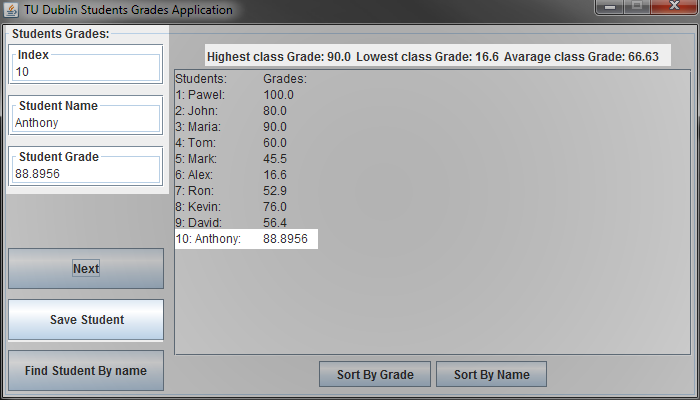 TU Dublin Students Grades Application
Students Grades:
Index
10
Student Name
Anthony
Student Grade
88.8956
Next
Save Student
Find Student By name
Highest class Grade: 90.0 Lowest class Grade: 16.6 Avarage class Grade: 66.63
Students: Grades:
1: Pawel: 100.0
2: John: 80.0
3: Maria: 90.0
4: Tom: 60.0
5: Mark: 45.5
6: Alex: 16.6
7: Ron: 52.9
8: Kevin: 76.0
9: David: 56.4
10: Anthony: 88.8956
Sort By Grade Sort By Name